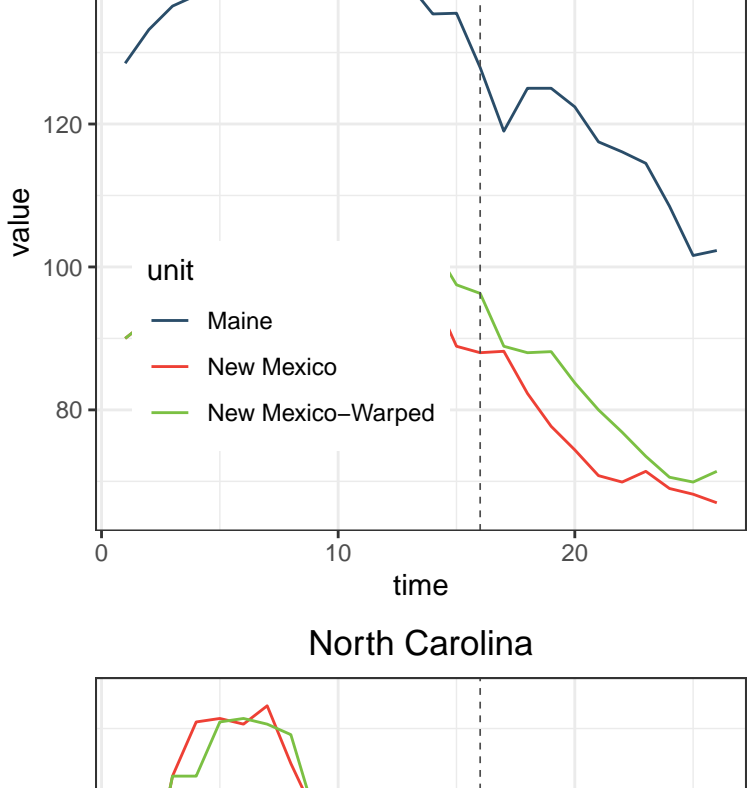 120
value
100
unit
Maine
New Mexico
80
New Mexico−Warped
0 10 20
time
North Carolina